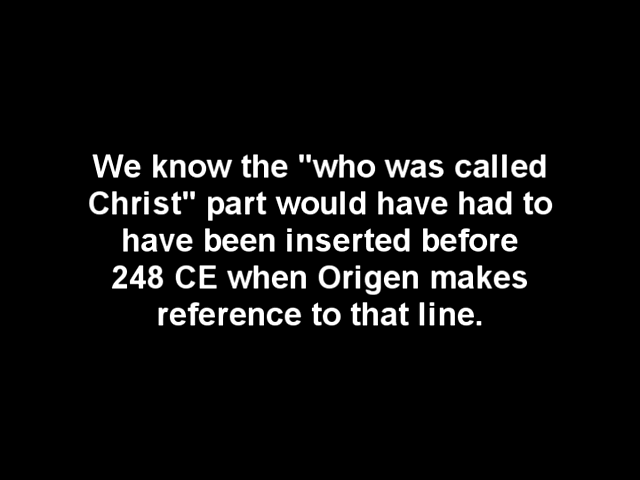 We know the "who was called
Christ" part would have had to
have been inserted before
248 CE when Origen makes
reference to that line.